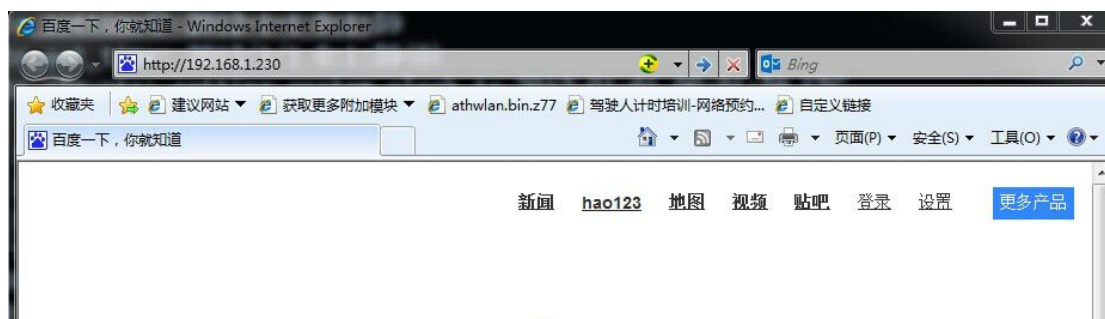 百度一下，你就知道 - Windows Internet Explorer
http://192.168.1.230 Bing
收藏夹 建议网站 获取更多附加模块 athwlan.bin.z77 驾驶人计时培训-网络预约... 自定义链接
百度一下，你就知道 页面(P) 安全(S) 工具(O)
新闻 hao123 地图 视频 贴吧 登录 设置 更多产品